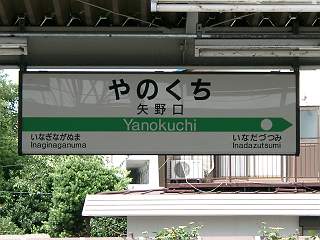 やのくち
矢野口
Yanokuchi
いなぎながぬま
Inaginaganuma
いなだづつみ
Inadazutsumi